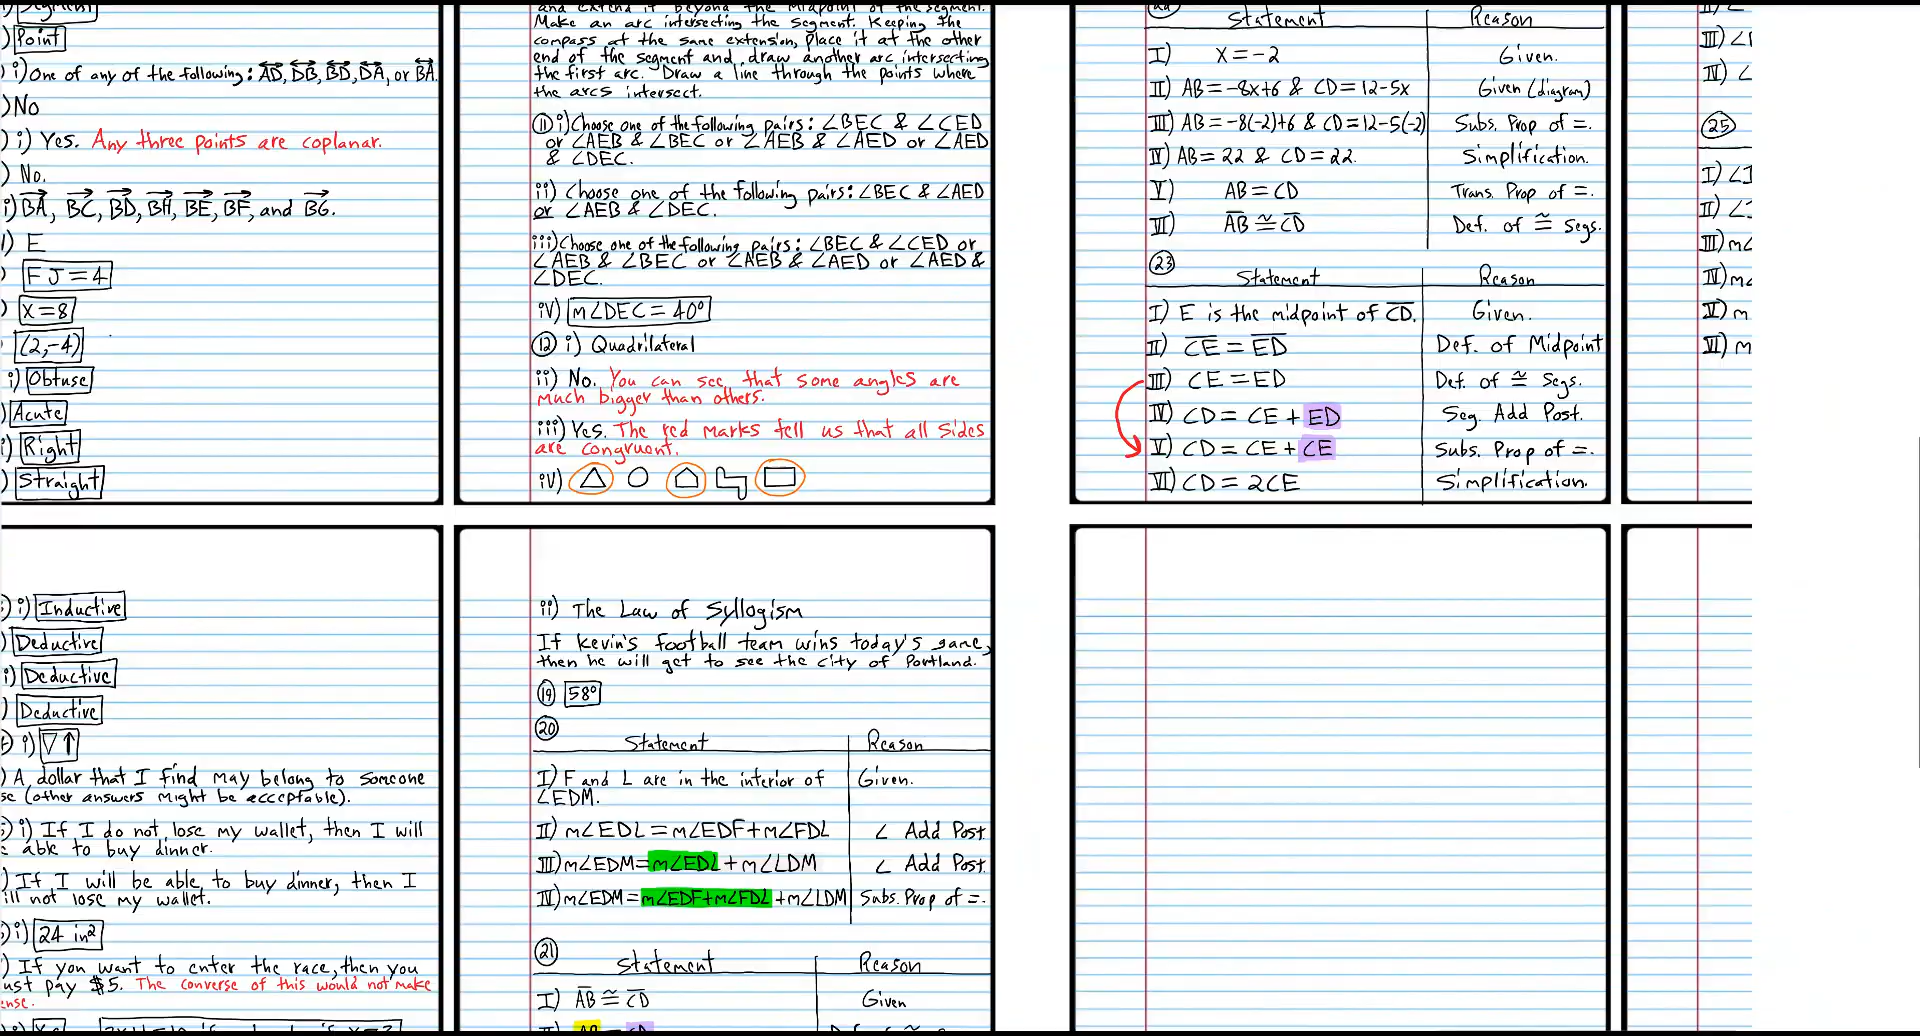 Segment
) Point
) i) One of any of the following: AD, DB, BD, DA, or BA.
) No
) i) Yes. Any three points are coplanar.
) No.
i) BA, BC, BD, BH, BE, BF, and BG.
) E
) FJ = 4
) X = 8
(2,-4)
i) Obtuse
) Acute
i) Right
) Straight
and extend it beyond the midpoint of the segment.
Make an arc intersecting the segment. Keeping the
compass at the same extension, place it at the other
end of the segment and draw another arc intersecting
the first arc. Draw a line through the points where
the arcs intersect.
⑪ i) Choose one of the following pairs: ∠BEC & ∠CED
or ∠AEB & ∠BEC or ∠AEB & ∠AED or ∠AED
& ∠DEC.
ii) Choose one of the following pairs: ∠BEC & ∠AED
or ∠AEB & ∠DEC.
iii) Choose one of the following pairs: ∠BEC & ∠CED or
∠AEB & ∠BEC or ∠AEB & ∠AED or ∠AED &
∠DEC.
iv) m∠DEC = 40°
⑫ i) Quadrilateral
ii) No. You can see that some angles are
much bigger than others.
iii) Yes. The red marks tell us that all sides
are congruent.
iv)
㉒ Statement Reason
I) X = -2 Given.
II) AB = -8x+6 & CD = 12-5x Given (diagram)
III) AB = -8(-2)+6 & CD = 12-5(-2) Subs. Prop of =.
IV) AB = 22 & CD = 22. Simplification.
V) AB = CD Trans. Prop of =.
VI) AB ≅ CD Def. of ≅ Segs.
㉓ Statement Reason
I) E is the midpoint of CD. Given.
II) CE = ED Def. of Midpoint
III) CE = ED Def. of ≅ Segs.
IV) CD = CE + ED Seg. Add Post.
V) CD = CE + CE Subs. Prop of =.
VI) CD = 2CE Simplification.
III) ∠
IV) ∠
㉕
I) ∠
II) ∠
III) m∠
IV) m∠
V) m
VI) m
) i) Inductive
) Deductive
i) Deductive
) Deductive
) i) ▽↑
) A dollar that I find may belong to someone
se (other answers might be acceptable).
) i) If I do not lose my wallet, then I will
able to buy dinner.
) If I will be able to buy dinner, then I
ill not lose my wallet.
) i) 24 in²
) If you want to enter the race, then you
ust pay $5. The converse of this would not make
ense.
ii) The Law of Syllogism
If Kevin's football team wins today's game,
then he will get to see the city of Portland.
⑲ 58°
⑳ Statement Reason
I) F and L are in the interior of Given.
∠EDM.
II) m∠EDL = m∠EDF + m∠FDL ∠ Add Post.
III) m∠EDM = m∠EDL + m∠LDM ∠ Add Post.
IV) m∠EDM = m∠EDF + m∠FDL + m∠LDM Subs. Prop of =.
㉑ Statement Reason
I) AB ≅ CD Given